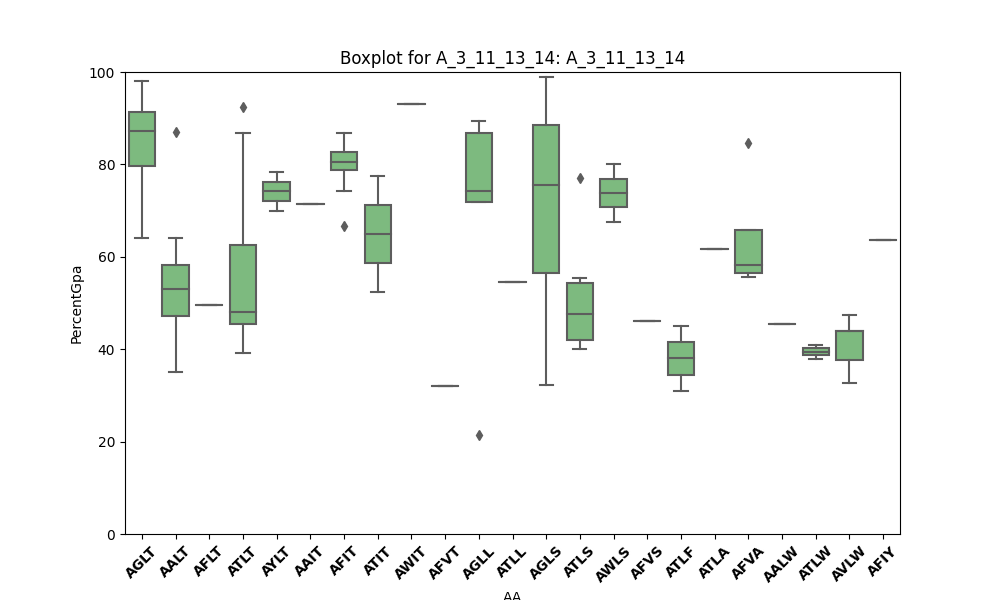 Boxplot for A_3_11_13_14: A_3_11_13_14
100
80
60
40
20
0
PercentGpa
AGLT AALT AFLT ATLT AYLT AAIT AFIT ATIT AWIT AFVT AGLL ATLL AGLS ATLS AWLS AFVS ATLF ATLA AFVA AALW ATLW AVLW AFIY
AA